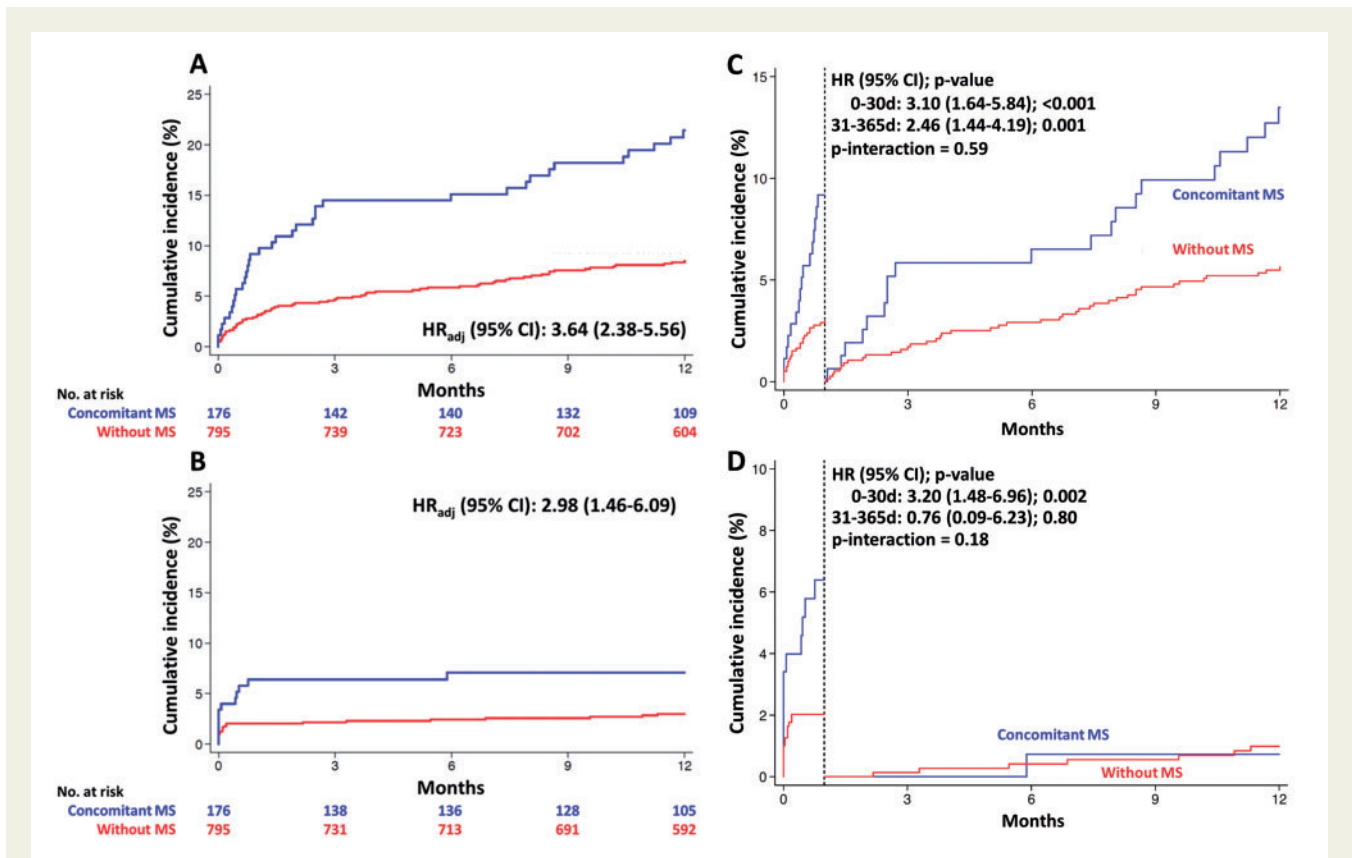 A
Cumulative incidence (%)
25
20
15
10
5
0
HRadj (95% CI): 3.64 (2.38-5.56)
0 3 6 9 12
Months
No. at risk
Concomitant MS 176 142 140 132 109
Without MS 795 739 723 702 604
B
Cumulative incidence (%)
25
20
15
10
5
0
HRadj (95% CI): 2.98 (1.46-6.09)
0 3 6 9 12
Months
No. at risk
Concomitant MS 176 138 136 128 105
Without MS 795 731 713 691 592
C
Cumulative incidence (%)
15
10
5
0
HR (95% CI); p-value
0-30d: 3.10 (1.64-5.84); <0.001
31-365d: 2.46 (1.44-4.19); 0.001
p-interaction = 0.59
Concomitant MS
Without MS
0 3 6 9 12
Months
D
Cumulative incidence (%)
10
8
6
4
2
0
HR (95% CI); p-value
0-30d: 3.20 (1.48-6.96); 0.002
31-365d: 0.76 (0.09-6.23); 0.80
p-interaction = 0.18
Concomitant MS
Without MS
0 3 6 9 12
Months